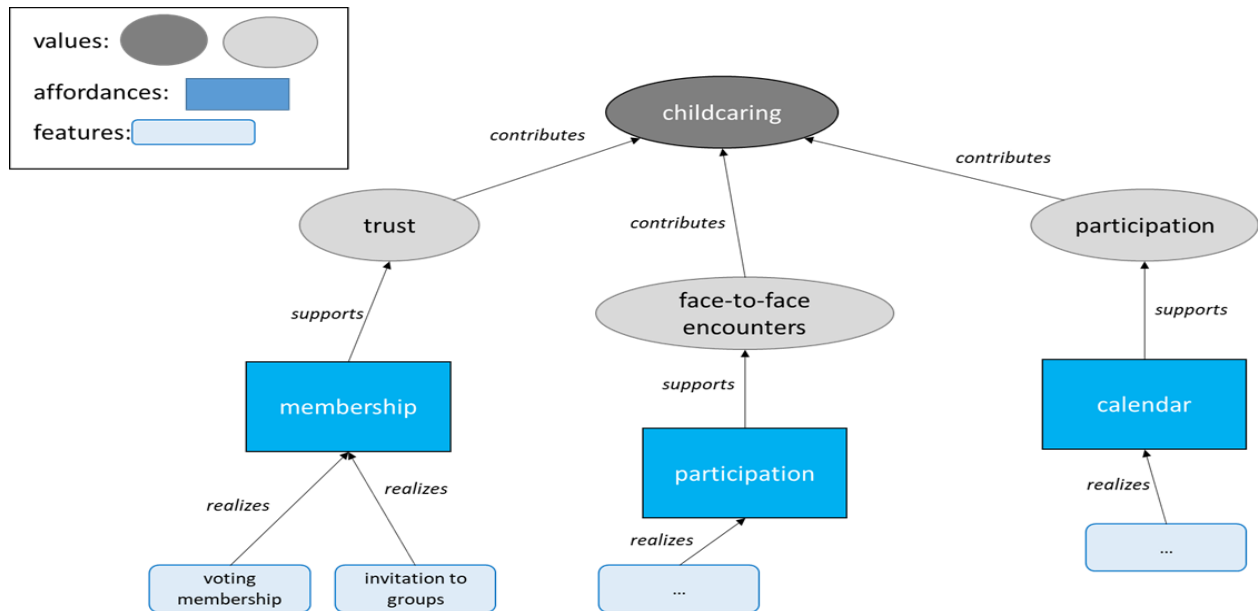 values:
affordances:
features:
childcaring
contributes
contributes
contributes
trust
participation
face-to-face
encounters
supports
supports
supports
membership
calendar
participation
realizes
realizes
realizes
realizes
voting
membership
invitation to
groups
...
...